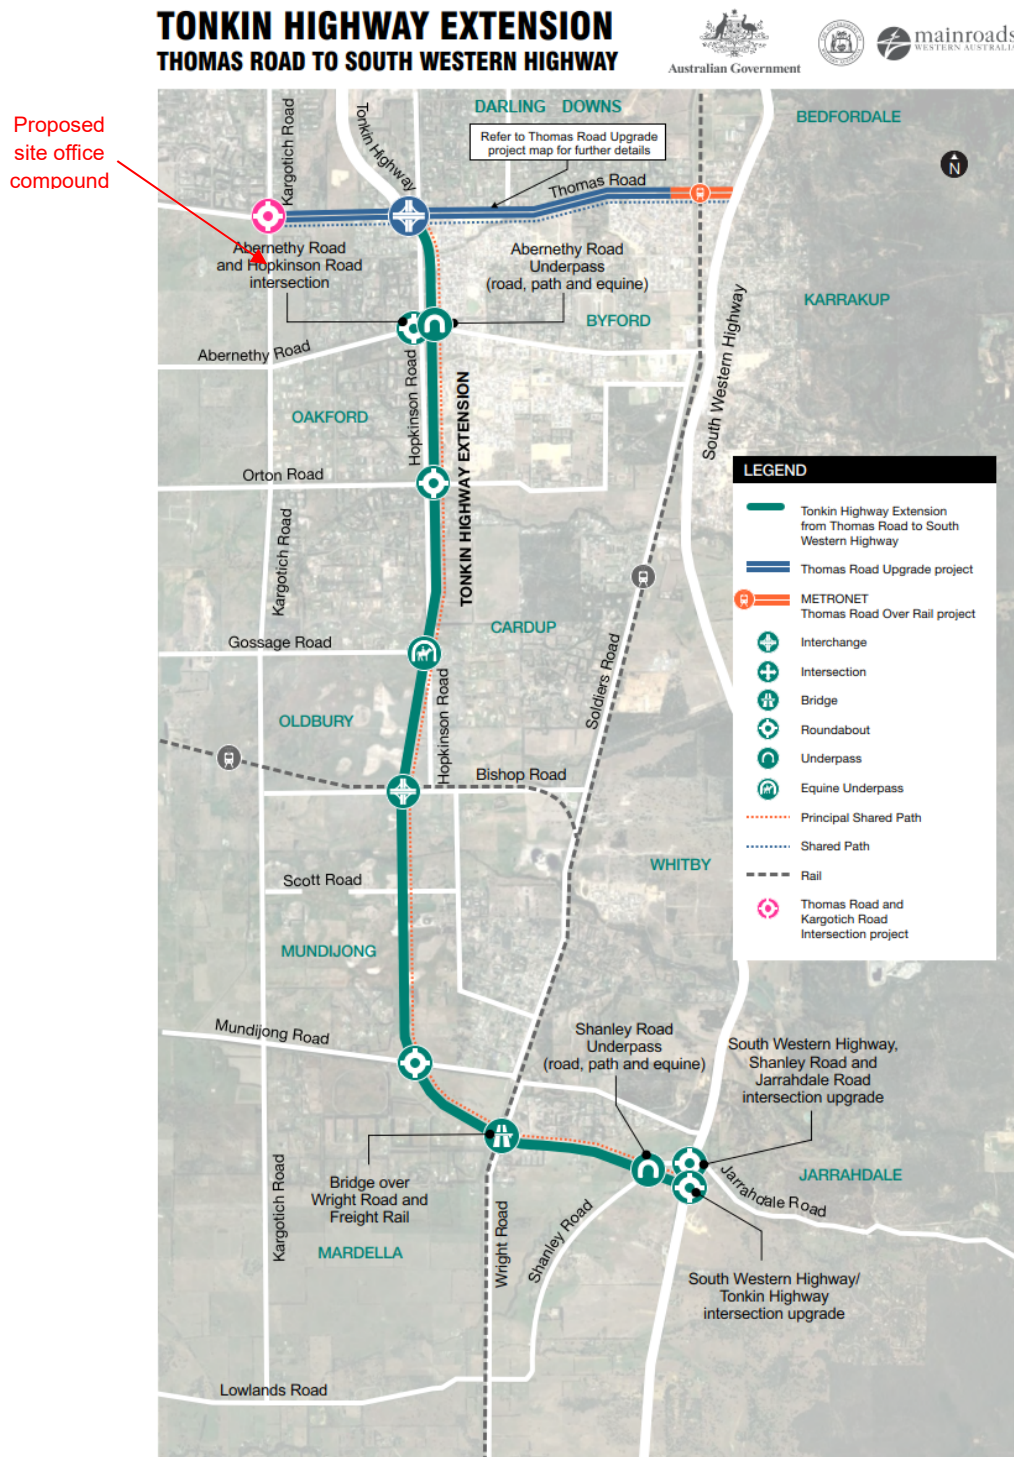 TONKIN HIGHWAY EXTENSION
THOMAS ROAD TO SOUTH WESTERN HIGHWAY
Australian Government
mainroads
WESTERN AUSTRALIA
Proposed
site office
compound
Kargotich Road
Tonkin Highway
DARLING DOWNS
BEDFORDALE
Refer to Thomas Road Upgrade
project map for further details
N
Thomas Road
Abernethy Road
and Hopkinson Road
intersection
Abernethy Road
Underpass
(road, path and equine)
KARRAKUP
BYFORD
South Western Highway
Abernethy Road
Hopkinson Road
TONKIN HIGHWAY EXTENSION
OAKFORD
Orton Road
Kargotich Road
LEGEND
Tonkin Highway Extension
from Thomas Road to South
Western Highway
Thomas Road Upgrade project
METRONET
Thomas Road Over Rail project
Interchange
Intersection
Bridge
Roundabout
Underpass
Equine Underpass
Principal Shared Path
Shared Path
Rail
Thomas Road and
Kargotich Road
Intersection project
CARDUP
Gossage Road
Soldiers Road
OLDBURY
Hopkinson Road
Bishop Road
WHITBY
Scott Road
MUNDIJONG
Mundijong Road
Shanley Road
Underpass
(road, path and equine)
South Western Highway,
Shanley Road and
Jarrahdale Road
intersection upgrade
Kargotich Road
Bridge over
Wright Road and
Freight Rail
MARDELLA
Wright Road
Shanley Road
Jarrahdale Road
JARRAHDALE
South Western Highway/
Tonkin Highway
intersection upgrade
Lowlands Road